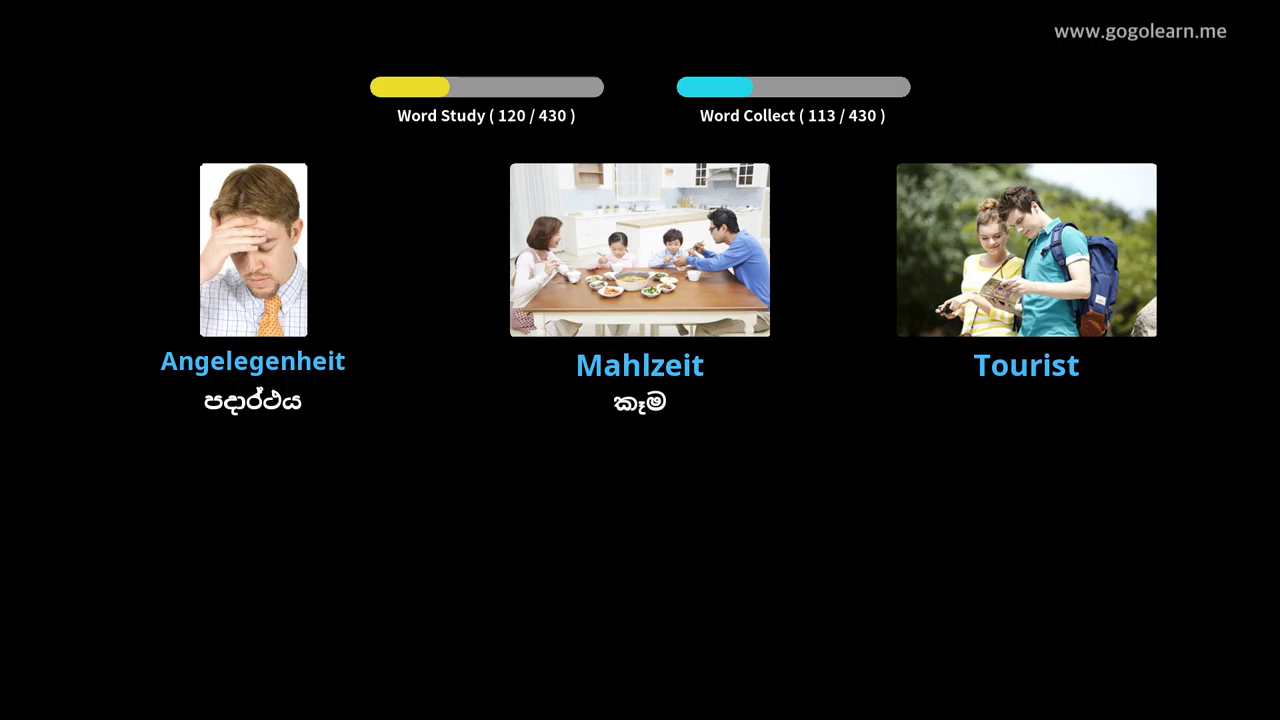 www.gogolearn.me
Word Study ( 120 / 430 )
Word Collect ( 113 / 430 )
Angelegenheit
පදාර්ථය
Mahlzeit
කෑම
Tourist